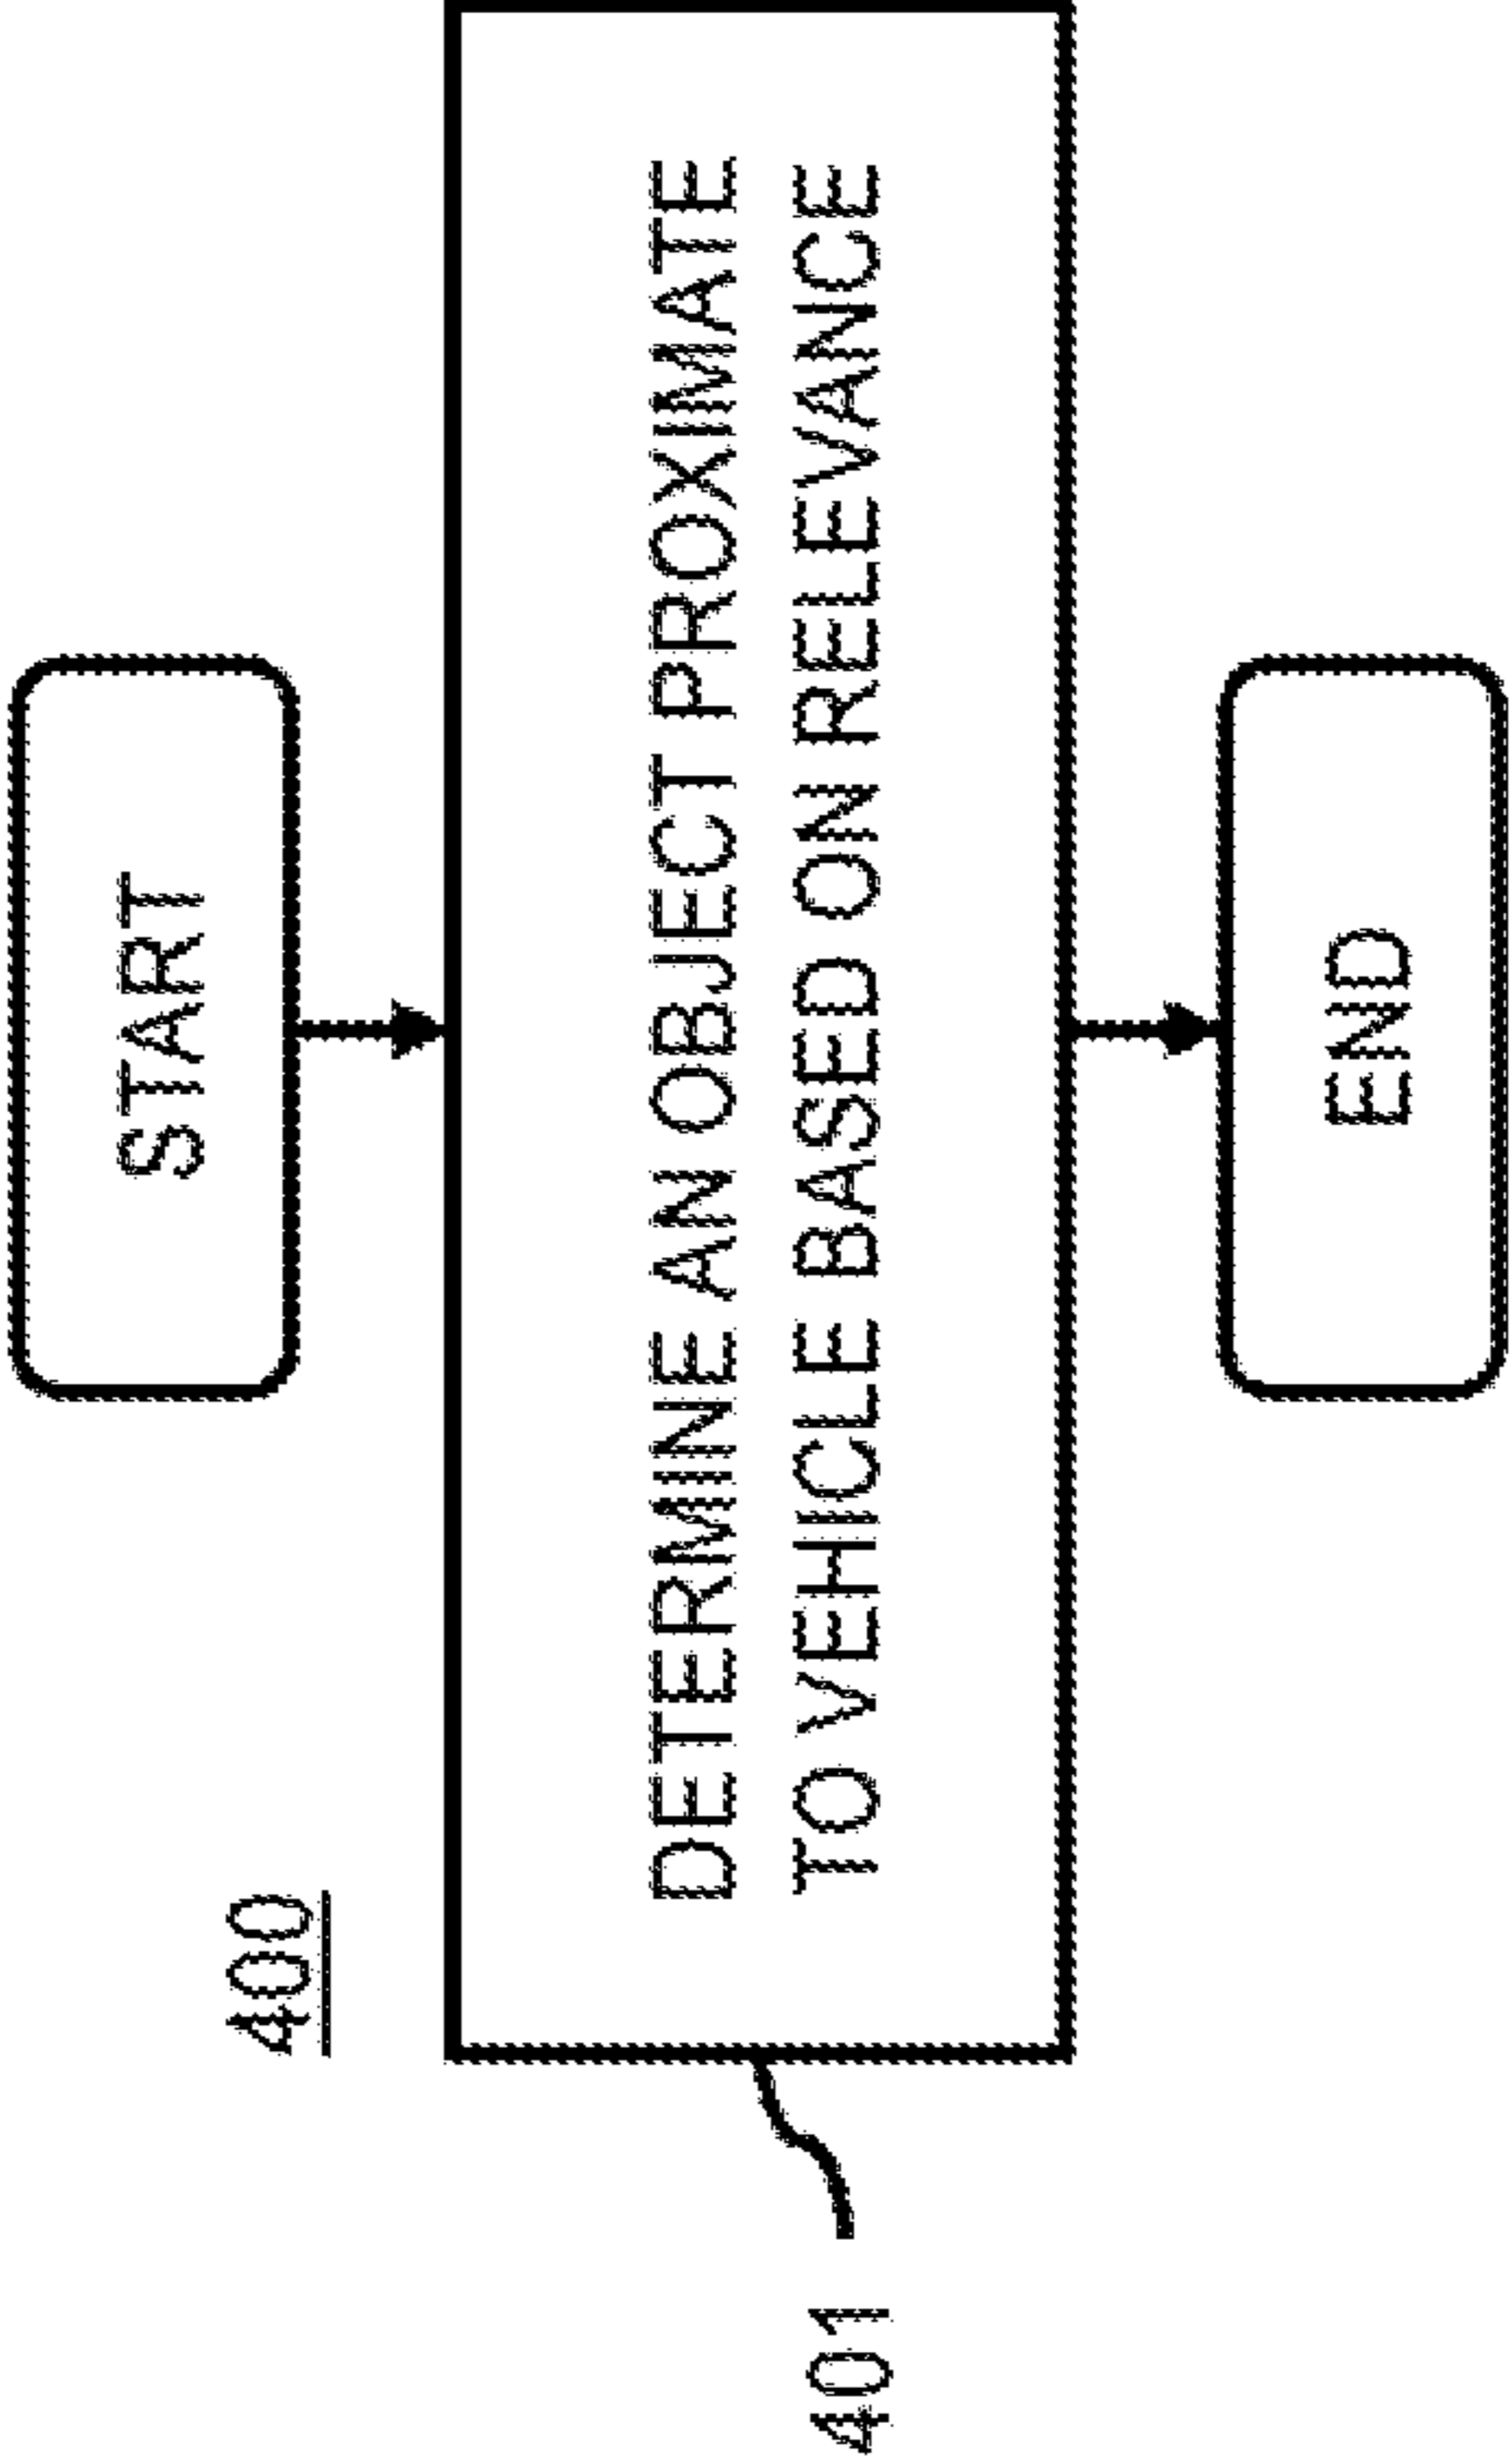 400
START
401
DETERMINE AN OBJECT PROXIMATE
TO VEHICLE BASED ON RELEVANCE
END